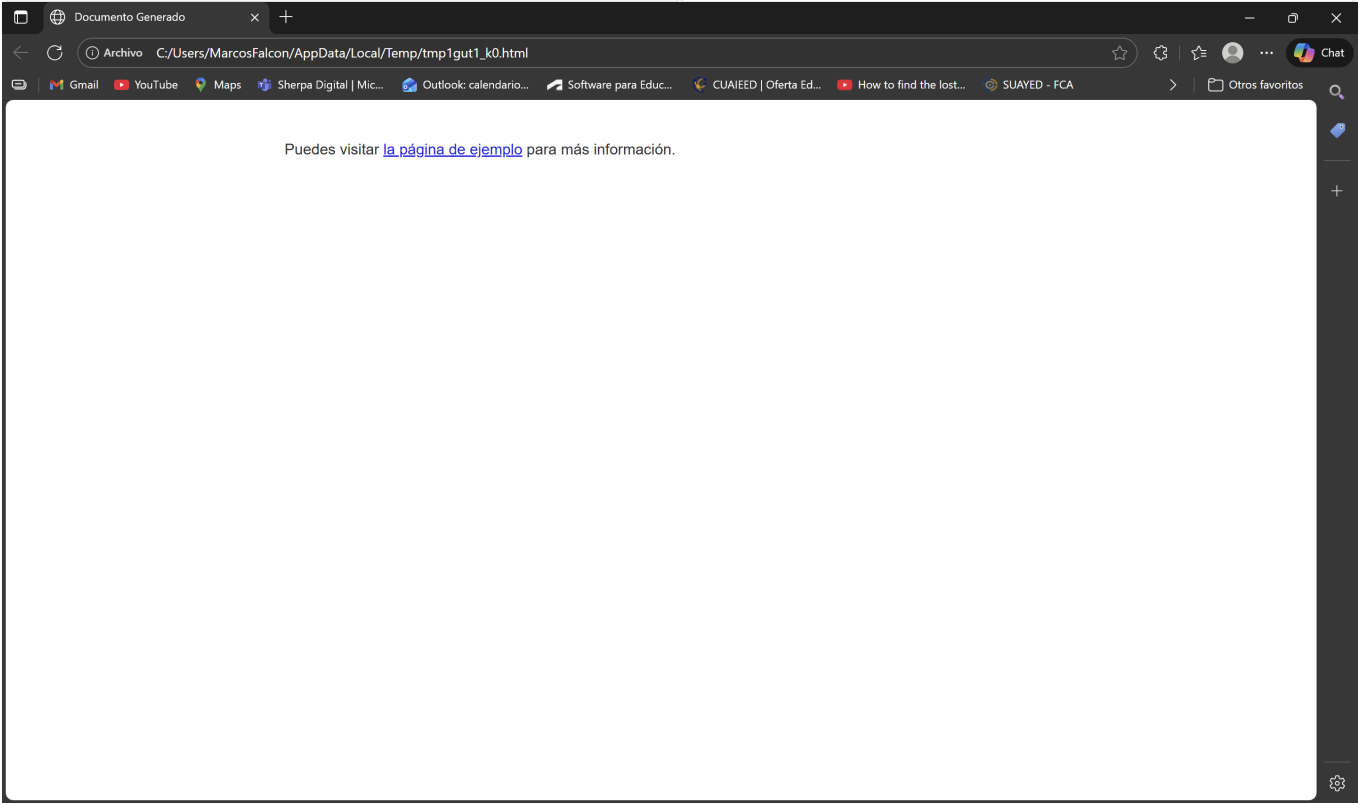 Documento Generado
Archivo C:/Users/MarcosFalcon/AppData/Local/Temp/tmp1gut1_k0.html
Chat
Gmail YouTube Maps Sherpa Digital | Mic... Outlook: calendario... Software para Educ... CUAIEED | Oferta Ed... How to find the lost... SUAYED - FCA Otros favoritos
Puedes visitar la página de ejemplo para más información.